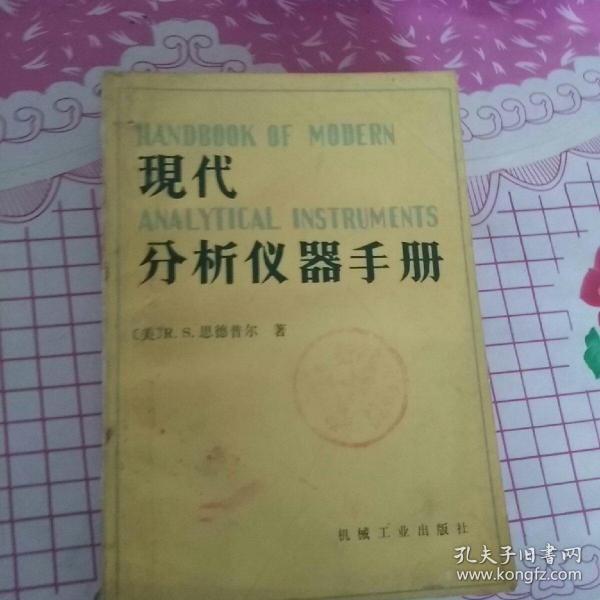 HANDBOOK OF MODERN
現代
ANALYTICAL INSTRUMENTS
分析仪器手册
〔美〕R. S. 思德普尔 著
机械工业出版社
孔夫子旧书网
www.kongfz.com